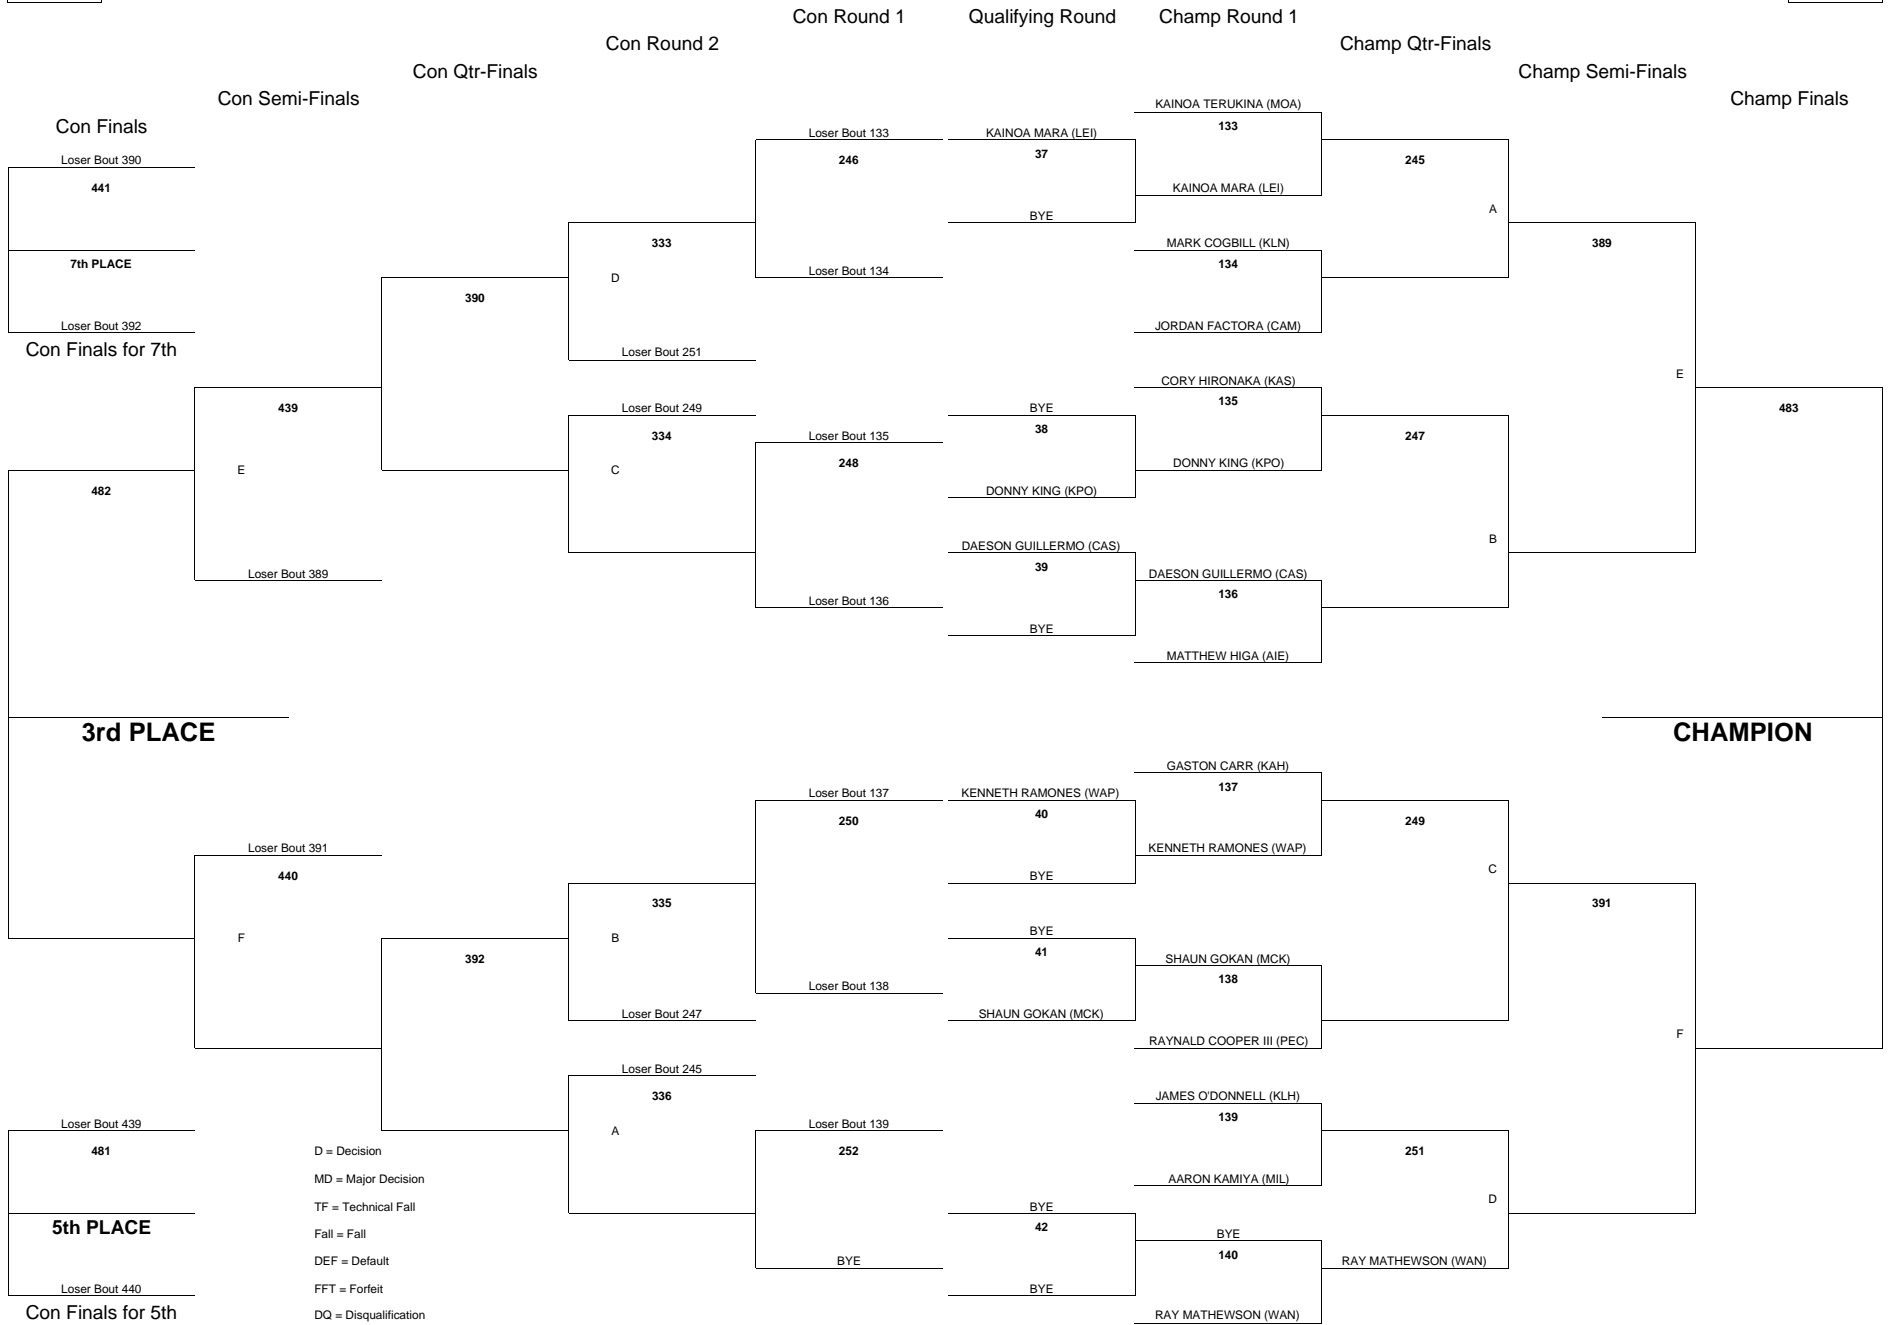 Con Round 1 Qualifying Round Champ Round 1
Con Round 2 Champ Qtr-Finals
Con Qtr-Finals Champ Semi-Finals
Con Semi-Finals Champ Finals
KAINOA TERUKINA (MOA)
Con Finals 133
Loser Bout 133 KAINOA MARA (LEI)
Loser Bout 390 246 37 245
441 KAINOA MARA (LEI)
A
BYE
333 MARK COGBILL (KLN) 389
7th PLACE 134
D Loser Bout 134
390
Loser Bout 392 JORDAN FACTORA (CAM)
Con Finals for 7th Loser Bout 251
E
CORY HIRONAKA (KAS)
439 Loser Bout 249 BYE 135 483
334 Loser Bout 135 38 247
E C 248 DONNY KING (KPO)
482 DONNY KING (KPO)
B
DAESON GUILLERMO (CAS)
39
Loser Bout 389 DAESON GUILLERMO (CAS)
136
Loser Bout 136
BYE
MATTHEW HIGA (AIE)
3rd PLACE CHAMPION
GASTON CARR (KAH)
137
Loser Bout 137 KENNETH RAMONES (WAP)
250 40 249
Loser Bout 391 KENNETH RAMONES (WAP)
440 BYE C
335 391
F B BYE
392 41 SHAUN GOKAN (MCK)
138
Loser Bout 138
Loser Bout 247 SHAUN GOKAN (MCK)
F
RAYNALD COOPER III (PEC)
Loser Bout 245
336 JAMES O'DONNELL (KLH)
139
Loser Bout 439 A Loser Bout 139
481 D = Decision 252 251
MD = Major Decision AARON KAMIYA (MIL)
D
TF = Technical Fall BYE
5th PLACE 42
Fall = Fall BYE
140
DEF = Default BYE RAY MATHEWSON (WAN)
Loser Bout 440 FFT = Forfeit BYE
Con Finals for 5th DQ = Disqualification RAY MATHEWSON (WAN)